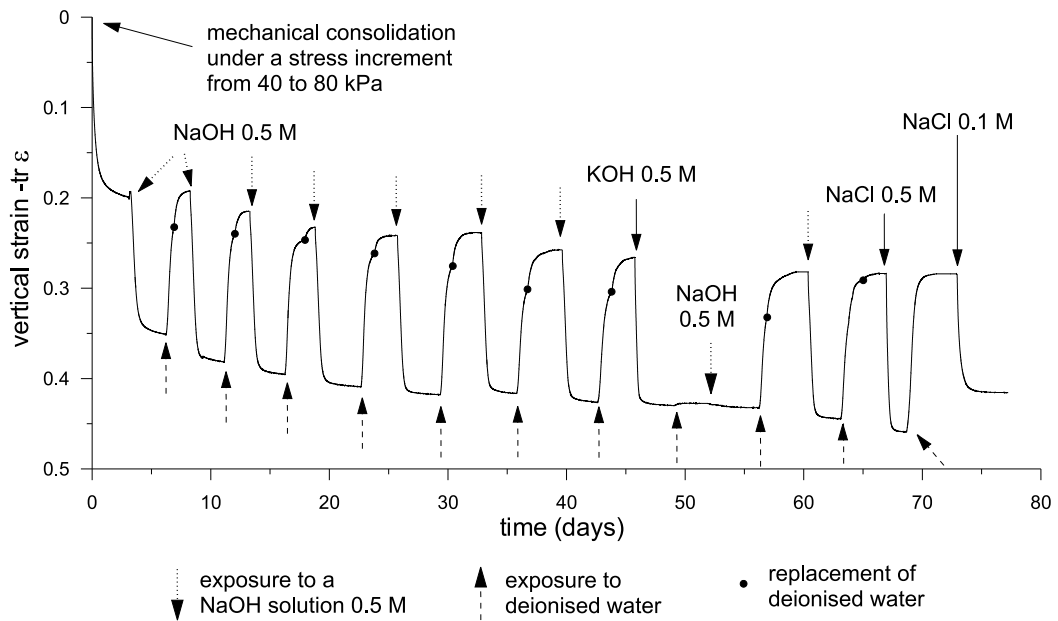 0
0.1
0.2
0.3
0.4
0.5
vertical strain -tr ε
mechanical consolidation
under a stress increment
from 40 to 80 kPa
NaOH 0.5 M
KOH 0.5 M
NaOH
0.5 M
NaCl 0.5 M
NaCl 0.1 M
0 10 20 30 40 50 60 70 80
time (days)
exposure to a
NaOH solution 0.5 M
exposure to
deionised water
replacement of
deionised water